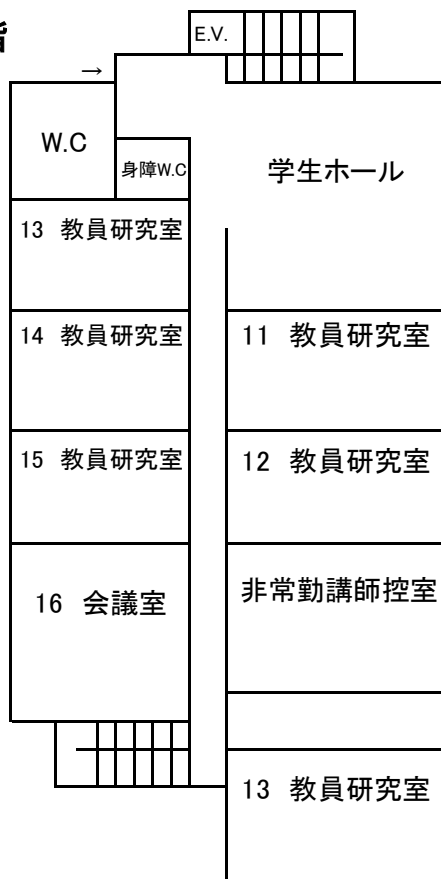 階
E.V.
→
W.C
身障W.C
学生ホール
13 教員研究室
14 教員研究室
11 教員研究室
15 教員研究室
12 教員研究室
16 会議室
非常勤講師控室
13 教員研究室